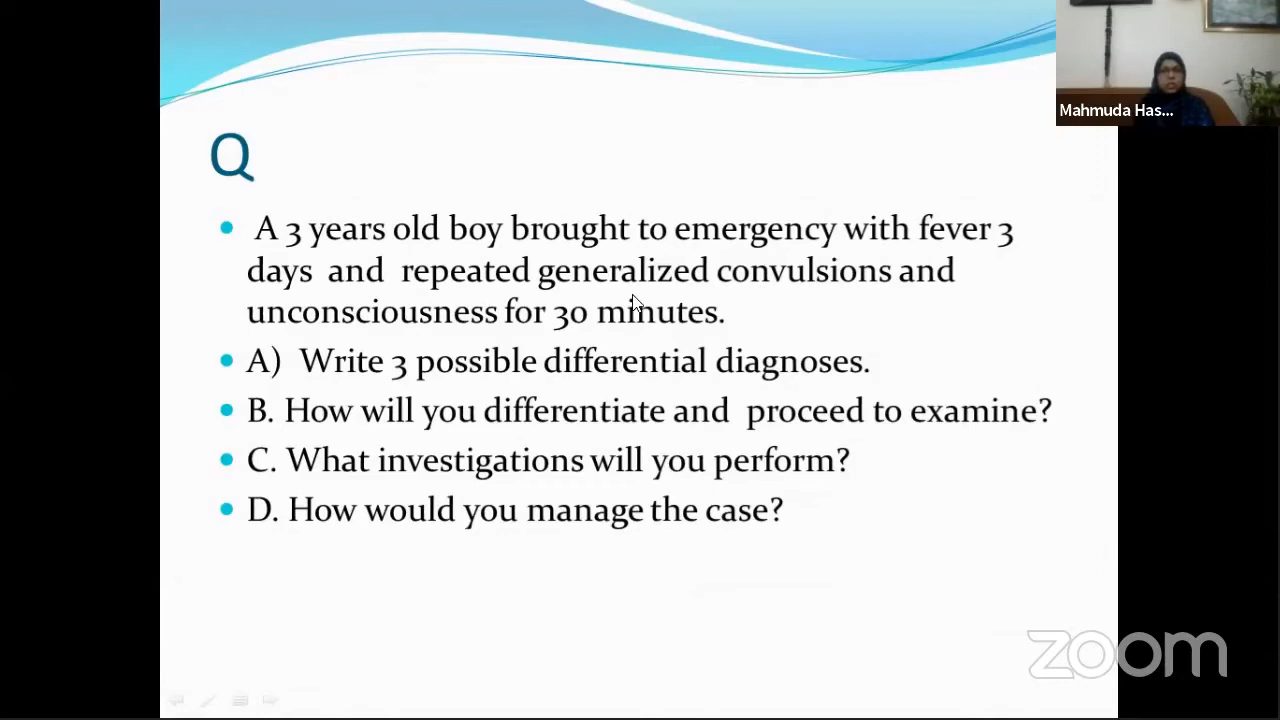 Mahmuda Has...
Q
A 3 years old boy brought to emergency with fever 3
days and repeated generalized convulsions and
unconsciousness for 30 minutes.
A) Write 3 possible differential diagnoses.
B. How will you differentiate and proceed to examine?
C. What investigations will you perform?
D. How would you manage the case?
zoom